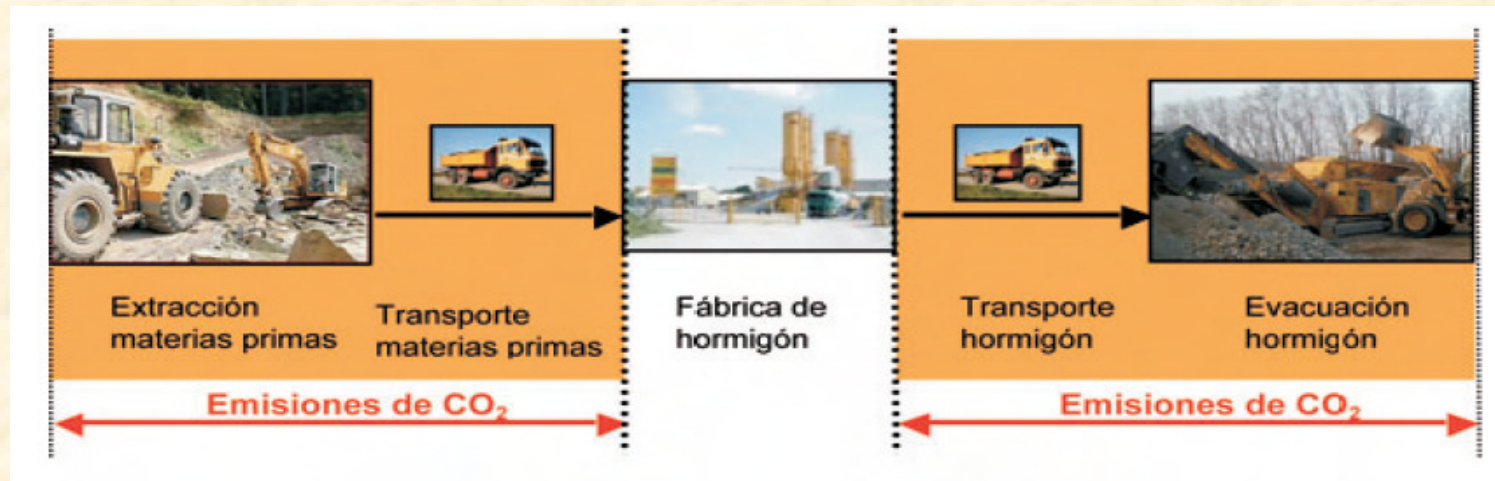 Extracción
materias primas
Transporte
materias primas
Fábrica de
hormigón
Transporte
hormigón
Evacuación
hormigón
Emisiones de CO₂
Emisiones de CO₂